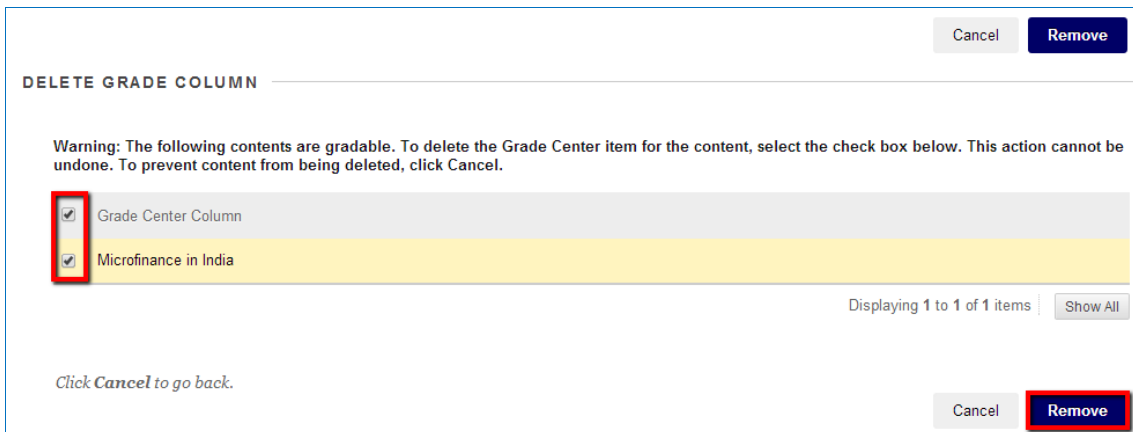 Cancel Remove
DELETE GRADE COLUMN
Warning: The following contents are gradable. To delete the Grade Center item for the content, select the check box below. This action cannot be
undone. To prevent content from being deleted, click Cancel.
Grade Center Column
Microfinance in India
Displaying 1 to 1 of 1 items Show All
Click Cancel to go back.
Cancel Remove